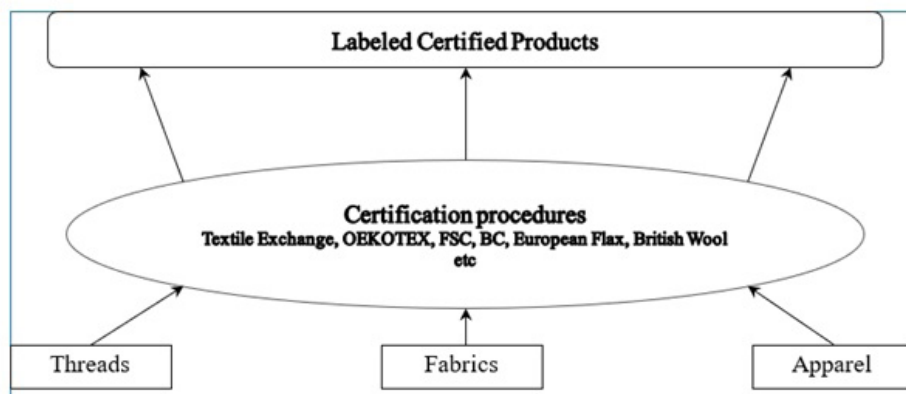 Labeled Certified Products
Certification procedures
Textile Exchange, OEKOTEX, FSC, BC, European Flax, British Wool
etc
Threads
Fabrics
Apparel